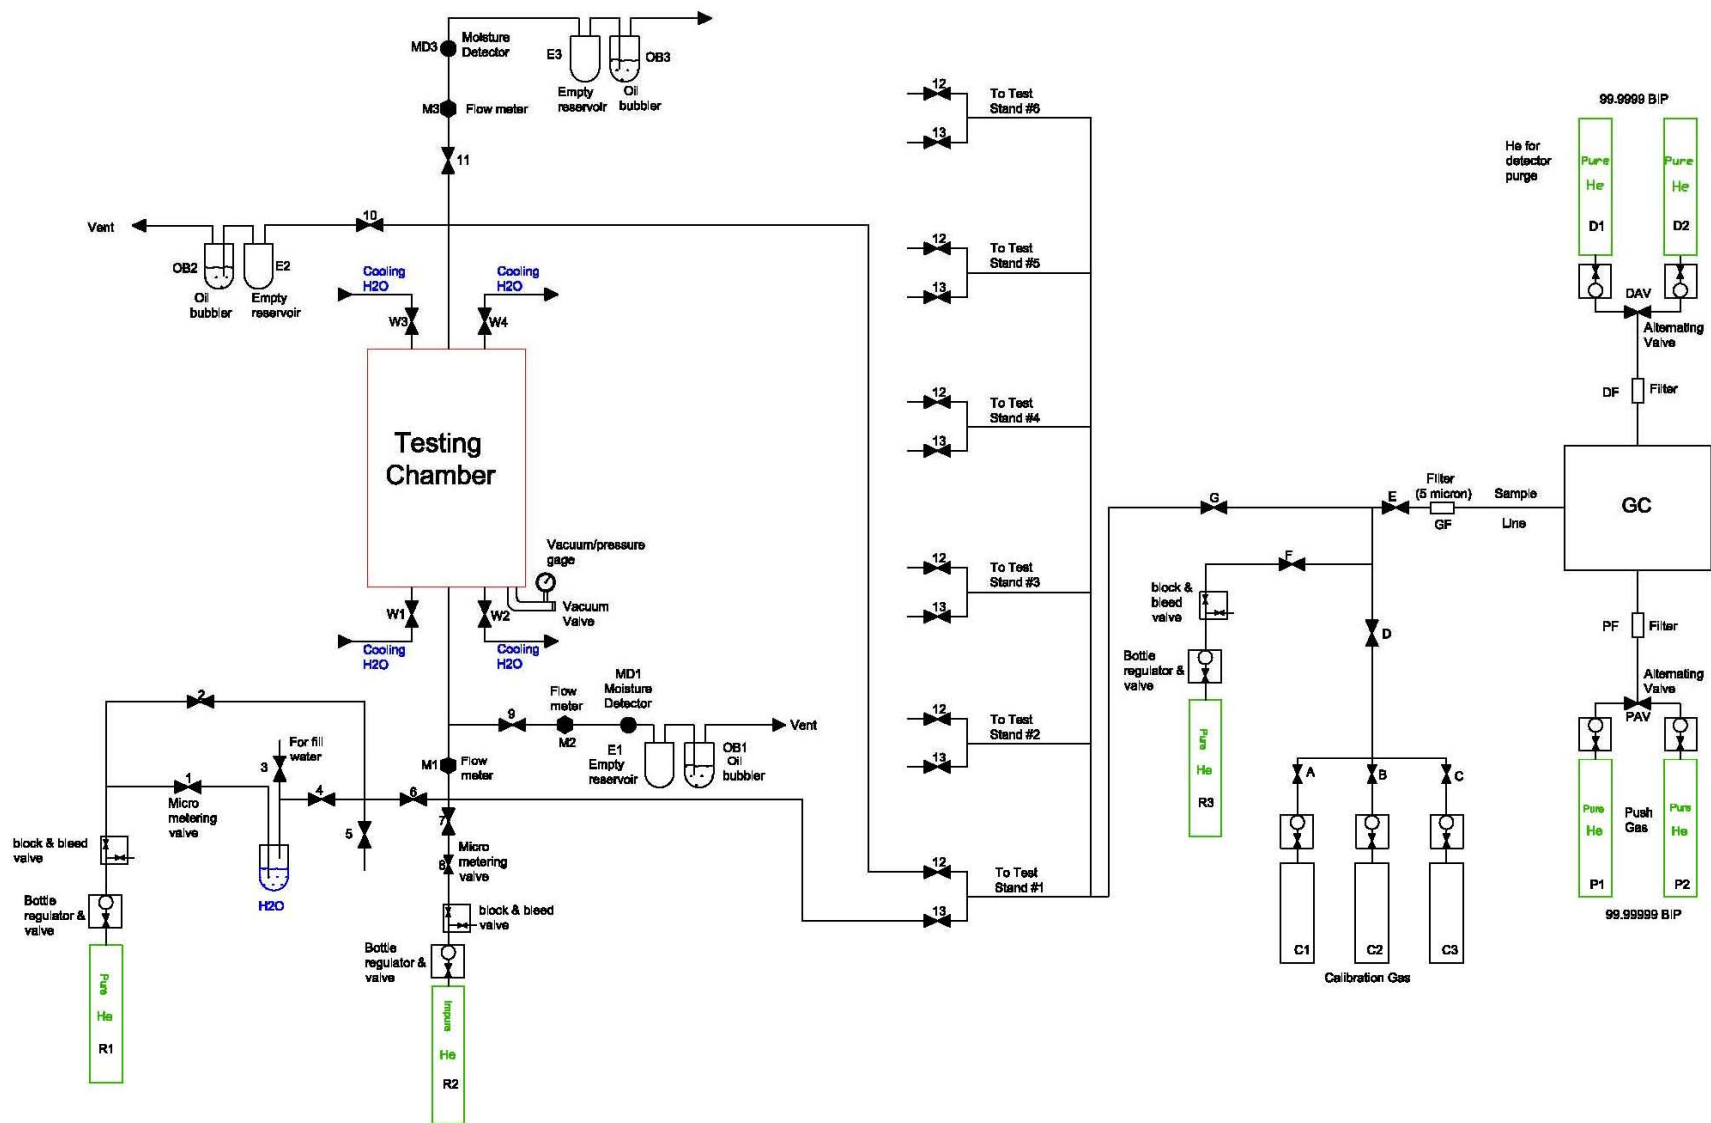 MD3
Moisture
Detector
E3
OB3
Empty
reservoir
Oil
bubbler
M3
Flow meter
11
10
Vent
OB2
E2
Oil
bubbler
Empty
reservoir
Cooling
H2O
Cooling
H2O
W3
W4
Testing
Chamber
Vacuum/pressure
gage
W1
W2
Vacuum
Valve
Cooling
H2O
Cooling
H2O
2
For fill
water
3
1
Micro
metering
valve
4
6
5
H2O
block & bleed
valve
Bottle
regulator &
valve
Pure
He
R1
9
Flow
meter
M2
MD1
Moisture
Detector
E1
Empty
reservoir
OB1
Oil
bubbler
Vent
M1
Flow
meter
7
8
Micro
metering
valve
block & bleed
valve
Bottle
regulator &
valve
Impure
He
R2
12
To Test
Stand #6
13
12
To Test
Stand #5
13
12
To Test
Stand #4
13
12
To Test
Stand #3
13
12
To Test
Stand #2
13
12
To Test
Stand #1
13
G
E
Filter
(5 micron)
GF
Sample
Line
GC
F
block &
bleed
valve
D
Bottle
regulator &
valve
Pure
He
R3
A
B
C
C1
C2
C3
Calibration Gas
99.9999 BIP
He for
detector
purge
Pure
He
D1
Pure
He
D2
DAV
Alternating
Valve
DF
Filter
PF
Filter
Alternating
Valve
PAV
Pure
He
P1
Push
Gas
Pure
He
P2
99.99999 BIP